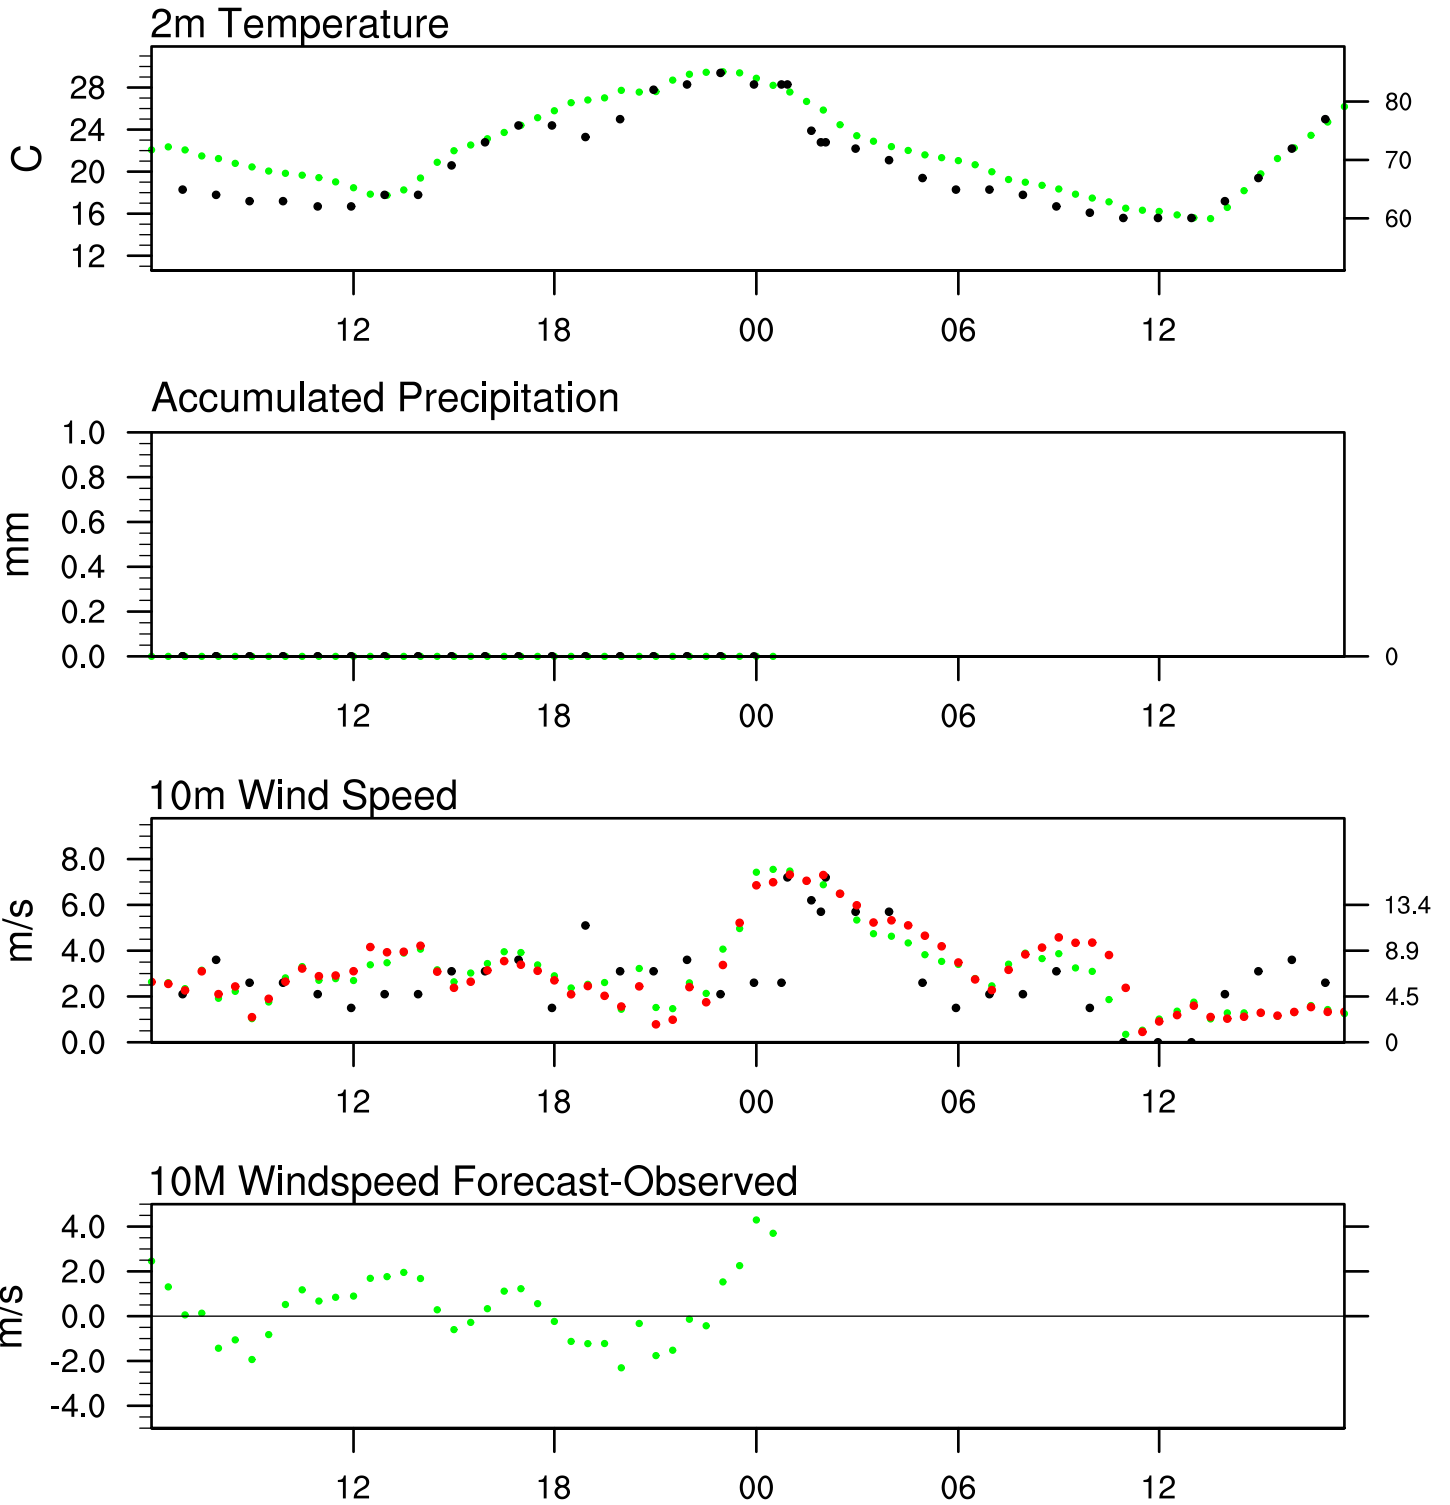 2m Temperature
28
24
20
16
12
C
80
70
60
12 18 00 06 12
Accumulated Precipitation
1.0
0.8
0.6
0.4
0.2
0.0
mm
0
12 18 00 06 12
10m Wind Speed
8.0
6.0
4.0
2.0
0.0
m/s
13.4
8.9
4.5
0
12 18 00 06 12
10M Windspeed Forecast-Observed
4.0
2.0
0.0
-2.0
-4.0
m/s
12 18 00 06 12